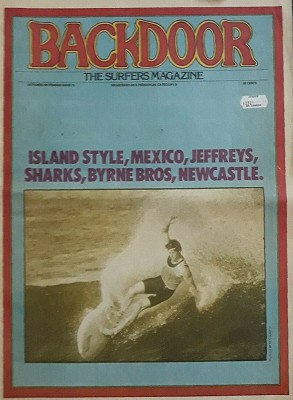 BACKDOOR
THE SURFERS MAGAZINE
ISLAND STYLE, MEXICO, JEFFREYS,
SHARKS, BYRNE BROS, NEWCASTLE.